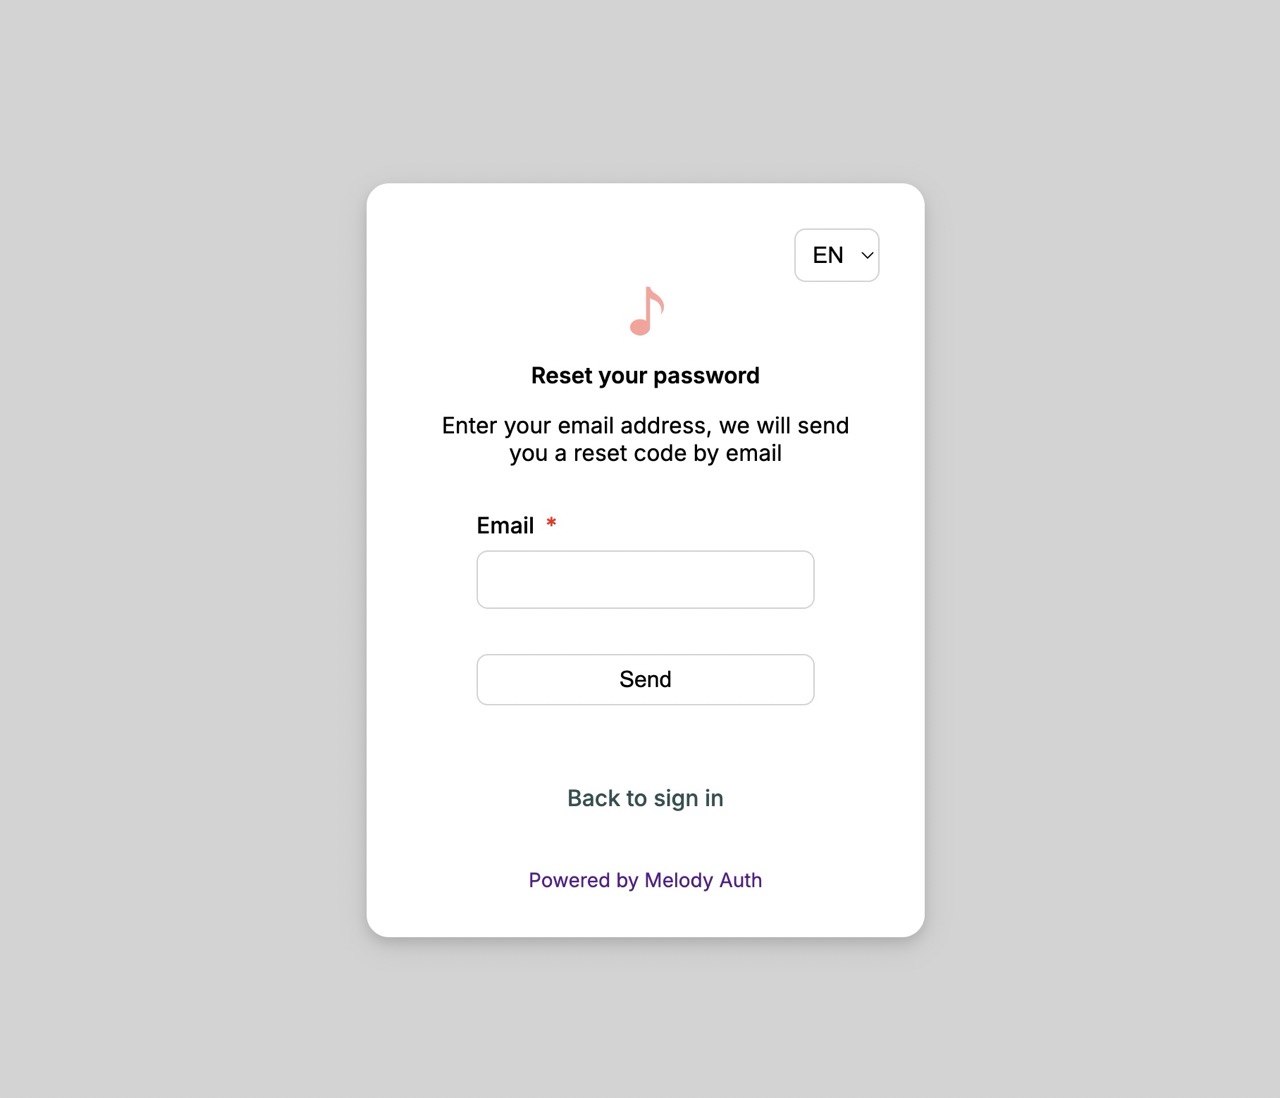 EN
Reset your password
Enter your email address, we will send
you a reset code by email
Email *
Send
Back to sign in
Powered by Melody Auth